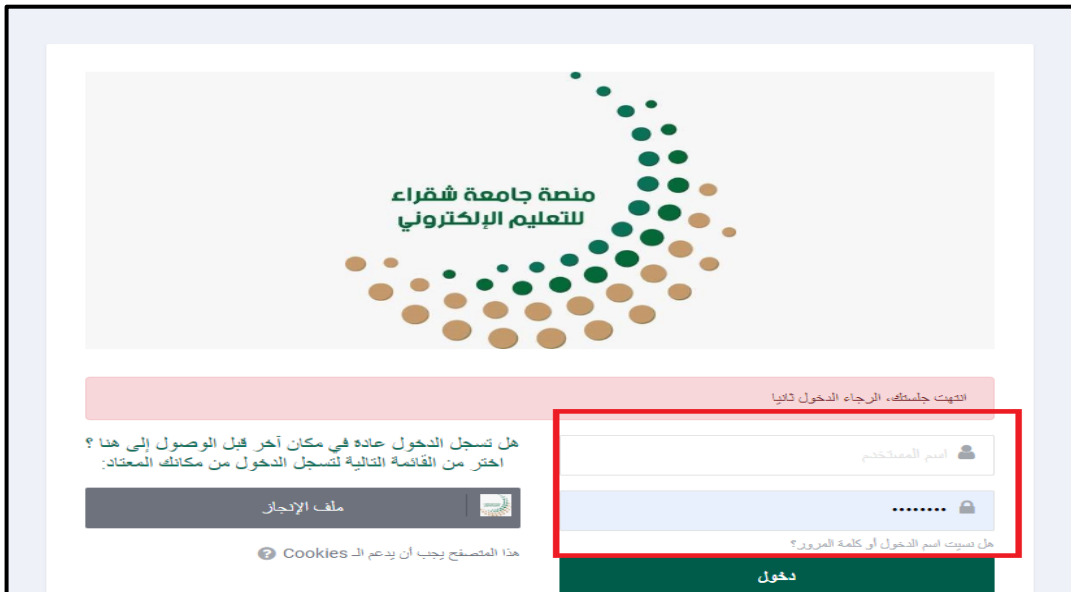 منصة جامعة شقراء
للتعليم الإلكتروني
انتهت جلستك، الرجاء الدخول ثانيا
اسم المستخدم
••••••••
هل نسيت اسم الدخول أو كلمة المرور؟
دخول
هل تسجل الدخول عادة في مكان آخر قبل الوصول إلى هنا ؟
اختر من القائمة التالية لتسجل الدخول من مكانك المعتاد:
ملف الإنجاز
هذا المتصفح يجب أن يدعم الـ Cookies